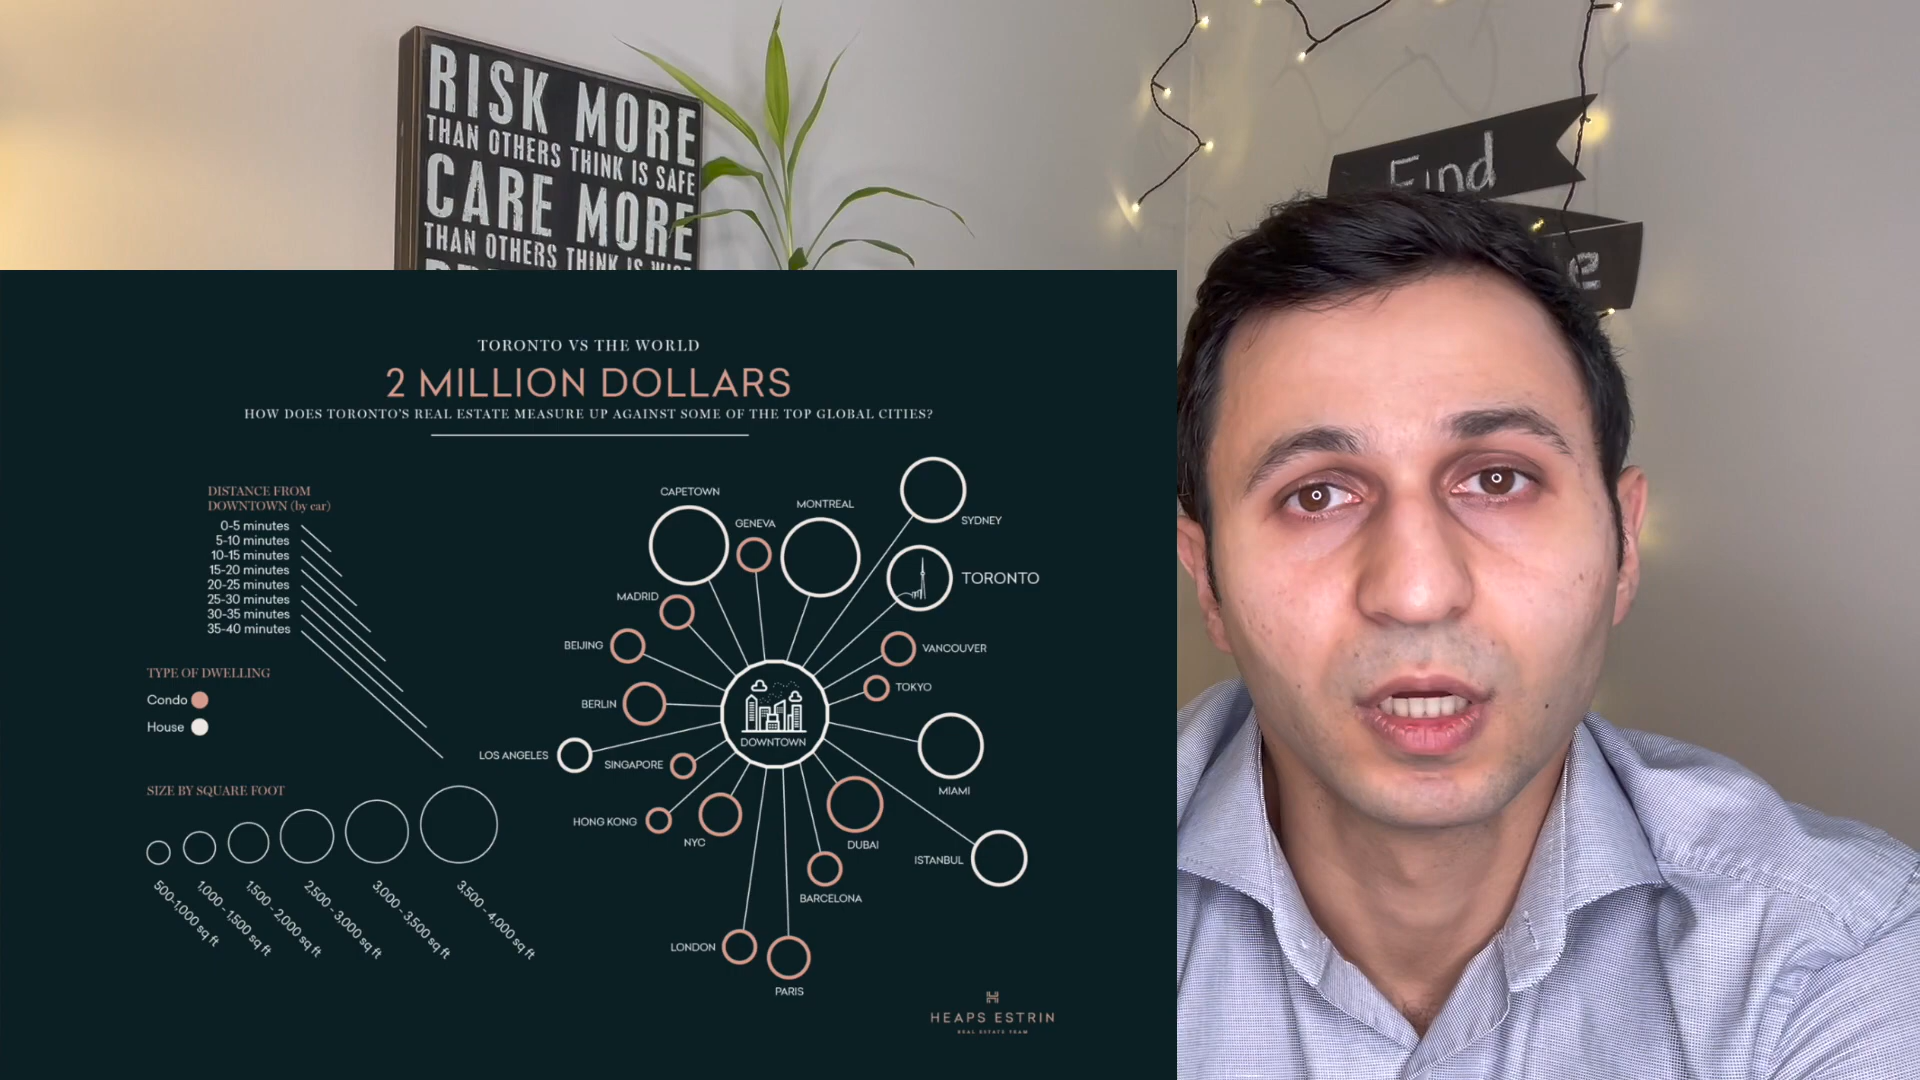 RISK MORE
THAN OTHERS THINK IS SAFE
CARE MORE
THAN OTHERS THINK IS WISE
Find
TORONTO VS THE WORLD
2 MILLION DOLLARS
HOW DOES TORONTO'S REAL ESTATE MEASURE UP AGAINST SOME OF THE TOP GLOBAL CITIES?
DISTANCE FROM
DOWNTOWN (by car)
0-5 minutes
5-10 minutes
10-15 minutes
15-20 minutes
20-25 minutes
25-30 minutes
30-35 minutes
35-40 minutes
TYPE OF DWELLING
Condo
House
SIZE BY SQUARE FOOT
500-1,000 sq ft
1,000 - 1,500 sq ft
1,500 - 2,000 sq ft
2,500 - 3,000 sq ft
3,000 - 3,500 sq ft
3,500 - 4,000 sq ft
CAPETOWN
GENEVA
MONTREAL
SYDNEY
TORONTO
MADRID
BEIJING
VANCOUVER
TOKYO
BERLIN
DOWNTOWN
LOS ANGELES
SINGAPORE
MIAMI
HONG KONG
NYC
DUBAI
ISTANBUL
BARCELONA
LONDON
PARIS
HEAPS ESTRIN
REAL ESTATE TEAM